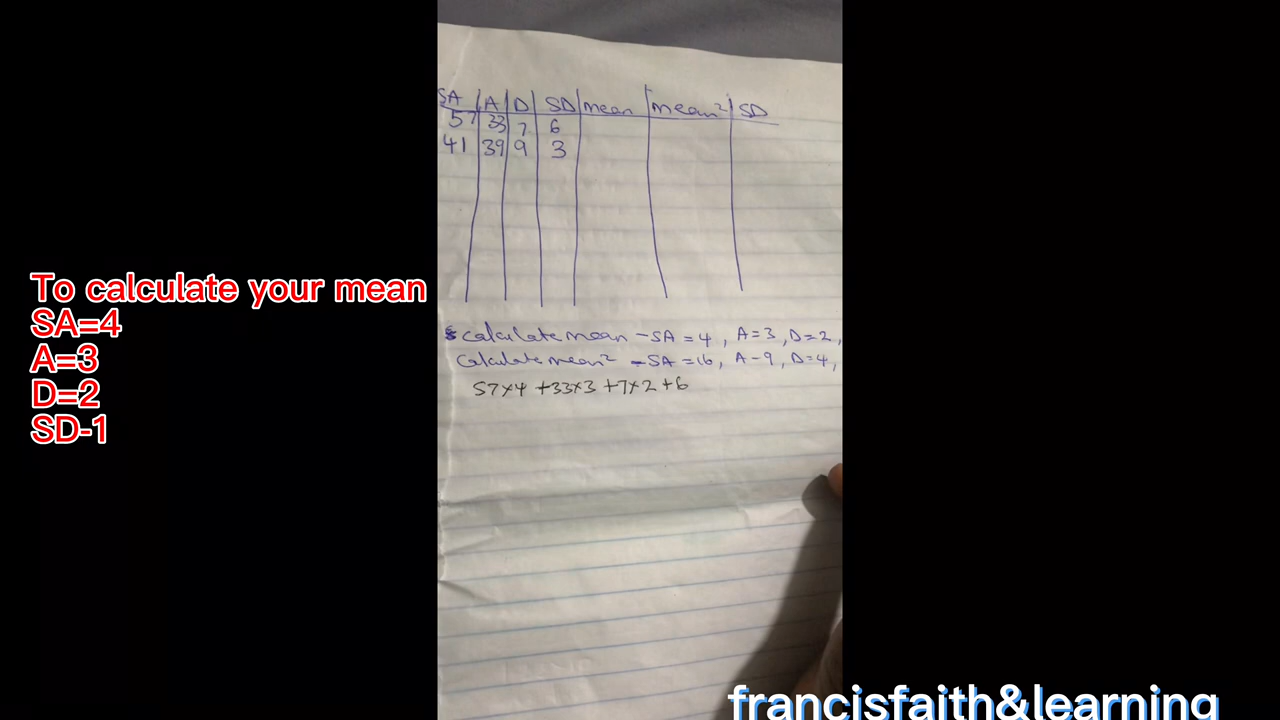 To calculate your mean
SA=4
A=3
D=2
SD-1
SA A D SD mean mean² SD
57 33 7 6
41 39 9 3
calculate mean - SA = 4, A=3, D=2,
Calculate mean² - SA =16, A-9, D=4,
57x4 +33x3 +7x2+6
francisfaith&learning